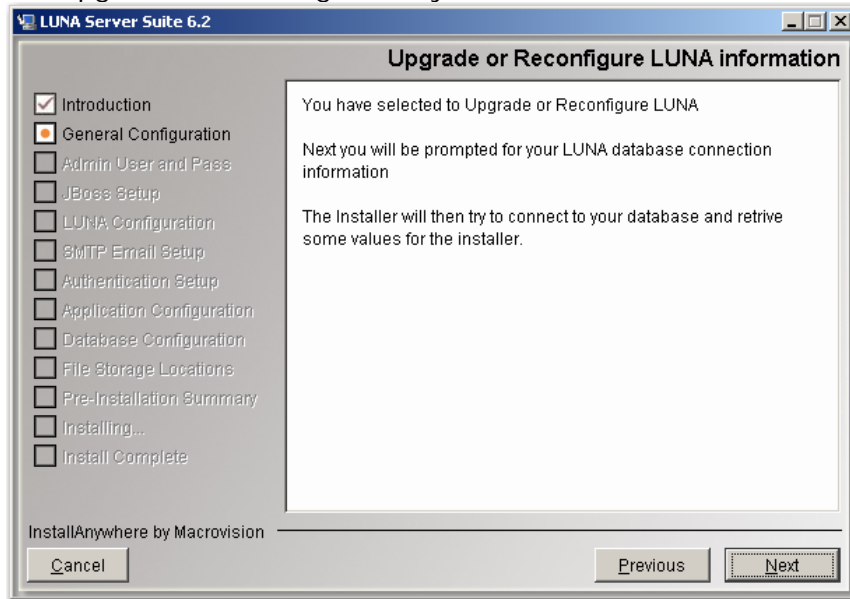 LUNA Server Suite 6.2
Upgrade or Reconfigure LUNA information
Introduction
General Configuration
Admin User and Pass
JBoss Setup
LUNA Configuration
SMTP Email Setup
Authentication Setup
Application Configuration
Database Configuration
File Storage Locations
Pre-Installation Summary
Installing...
Install Complete
You have selected to Upgrade or Reconfigure LUNA
Next you will be prompted for your LUNA database connection
information
The Installer will then try to connect to your database and retrive
some values for the installer.
InstallAnywhere by Macrovision
Cancel
Previous
Next